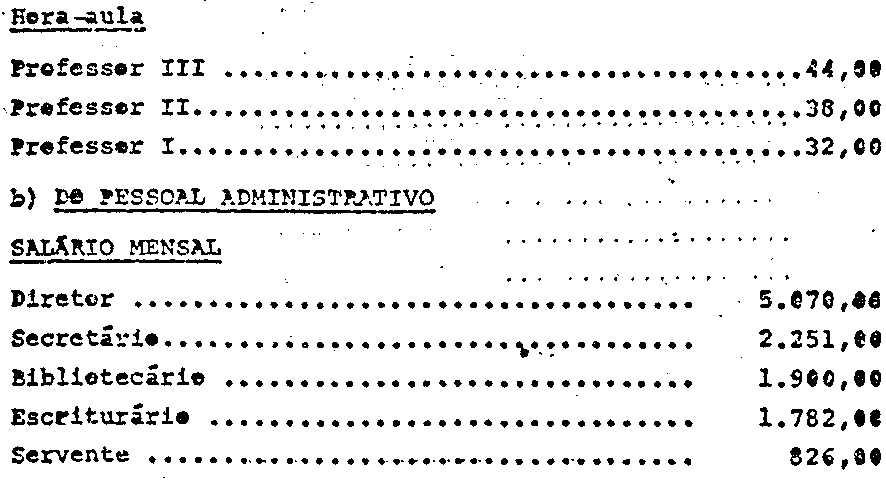 Hora-aula
Professor III ......................................44,00
Professor II........................................38,00
Professor I.........................................32,00
b) DO PESSOAL ADMINISTRATIVO
SALÁRIO MENSAL
Diretor ..................................... 5.070,00
Secretário................................... 2.251,00
Bibliotecário ............................... 1.900,00
Escriturário ................................ 1.782,00
Servente .................................... 826,00